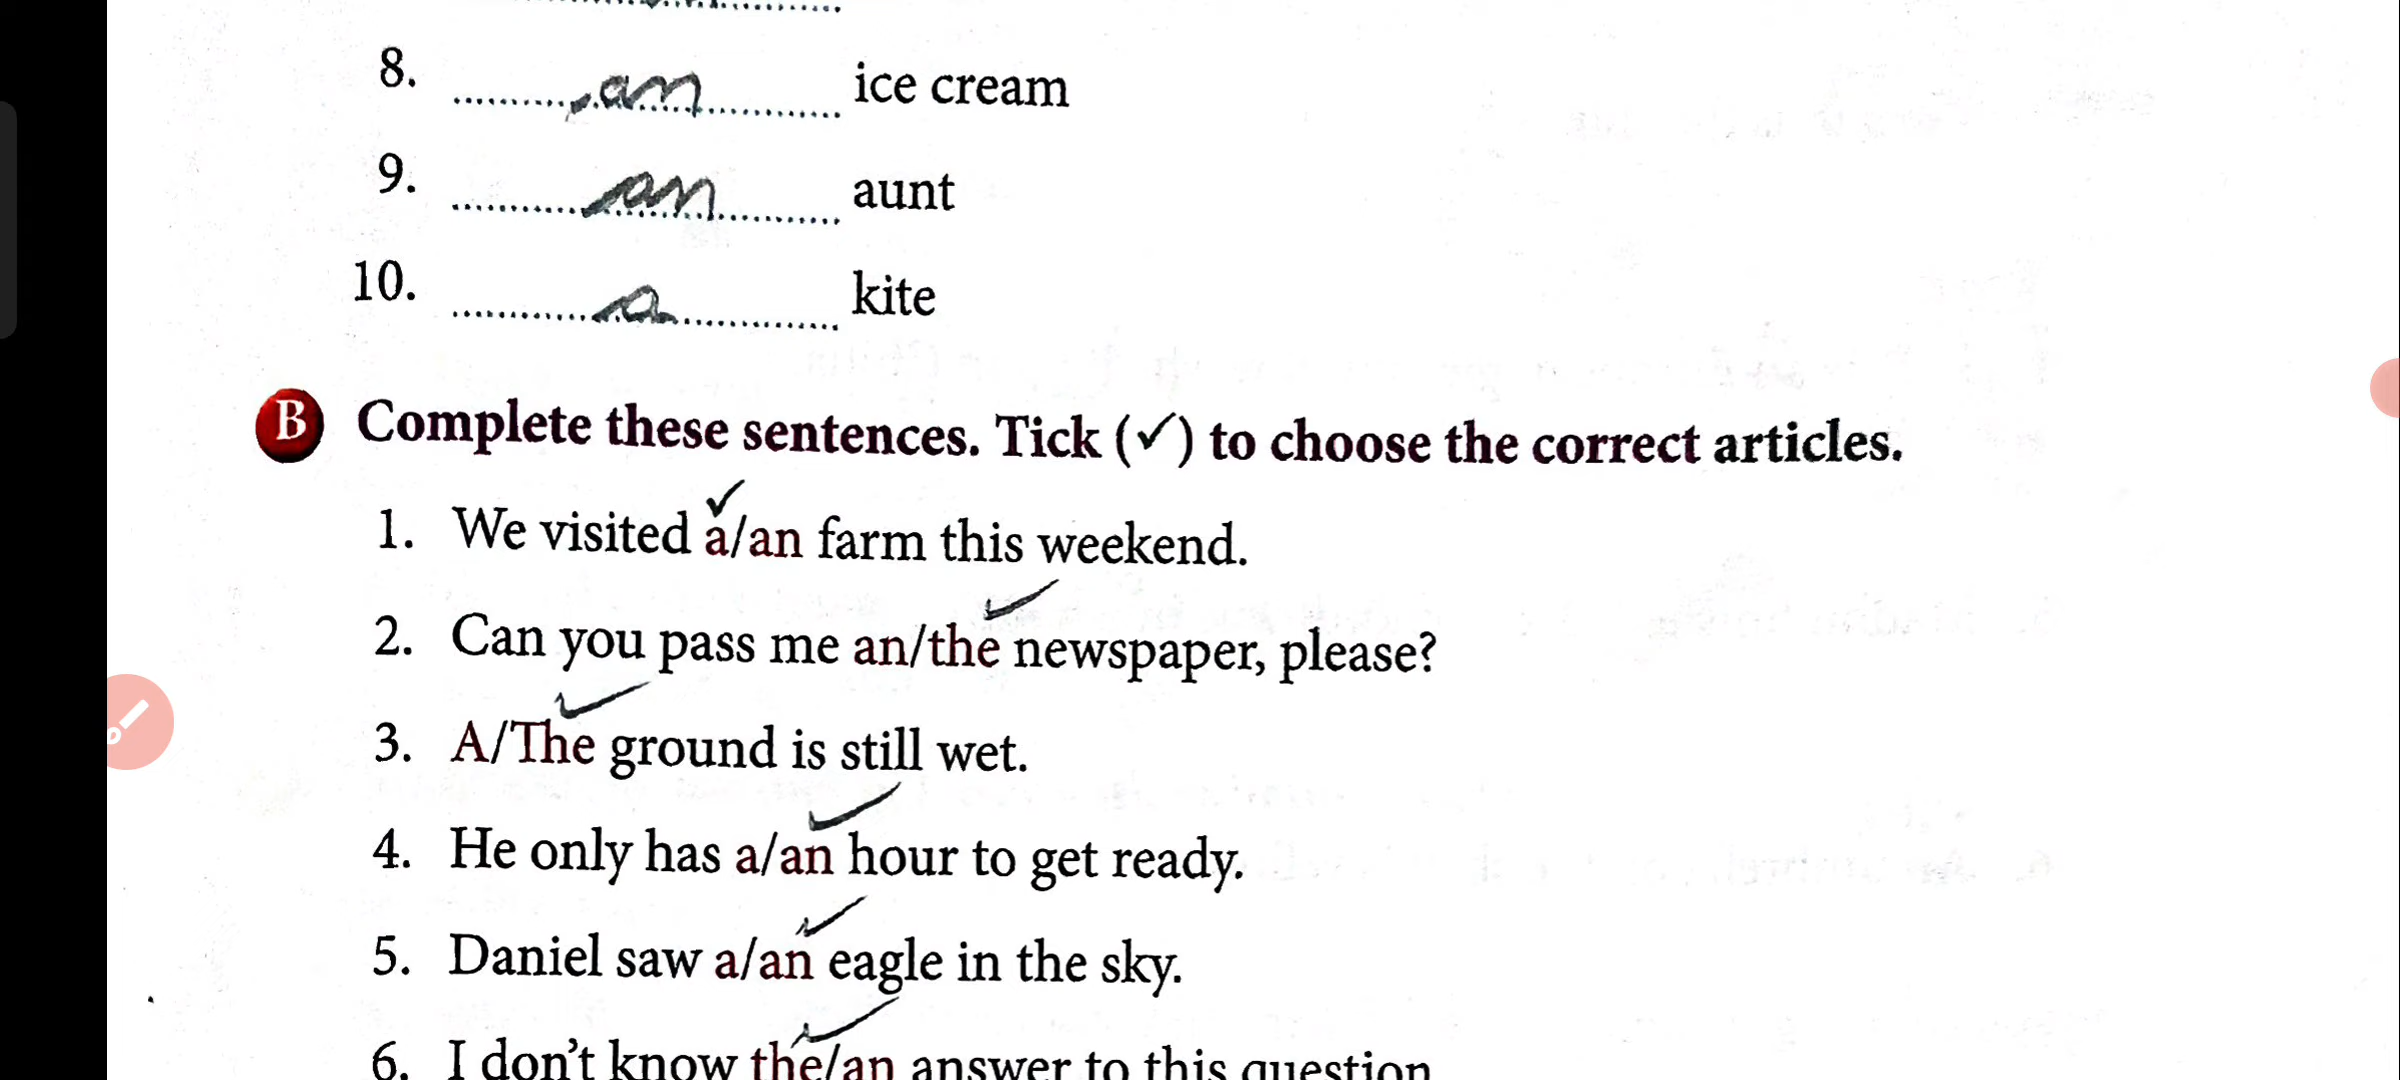 8. an ice cream
9. an aunt
10. a kite
B Complete these sentences. Tick (✓) to choose the correct articles.
1. We visited a/an farm this weekend.
2. Can you pass me an/the newspaper, please?
3. A/The ground is still wet.
4. He only has a/an hour to get ready.
5. Daniel saw a/an eagle in the sky.
6. I don't know the/an answer to this question